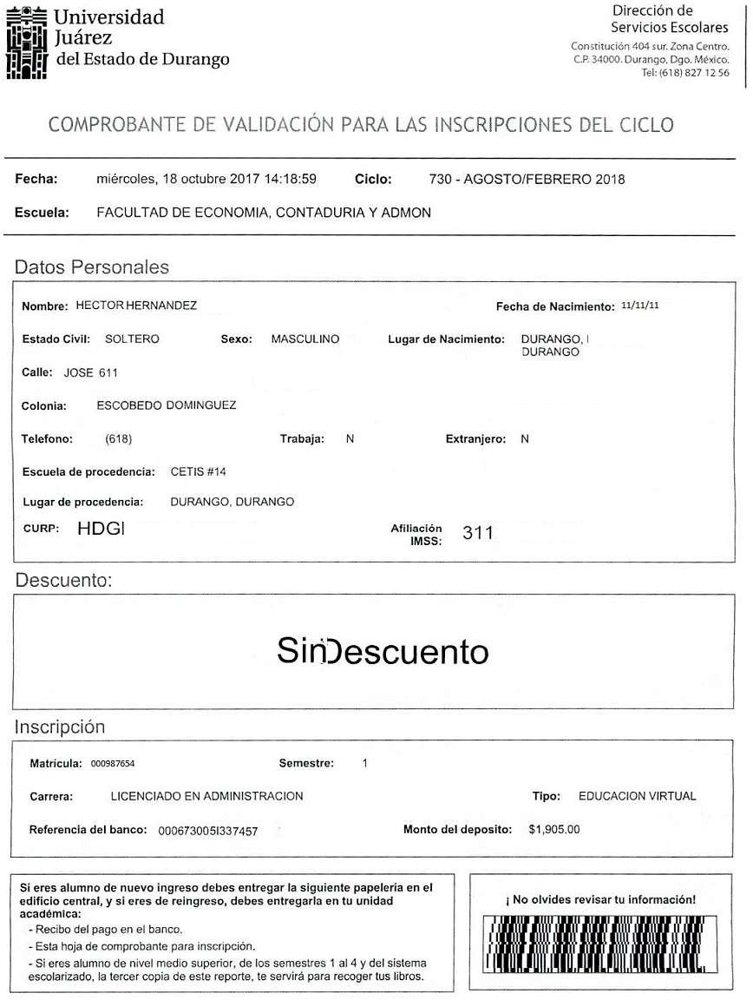 Universidad
Juárez
del Estado de Durango
Dirección de
Servicios Escolares
Constitución 404 sur. Zona Centro.
C.P. 34000. Durango, Dgo. México.
Tel: (618) 827 12 56
COMPROBANTE DE VALIDACIÓN PARA LAS INSCRIPCIONES DEL CICLO
Fecha: miércoles, 18 octubre 2017 14:18:59 Ciclo: 730 - AGOSTO/FEBRERO 2018
Escuela: FACULTAD DE ECONOMIA, CONTADURIA Y ADMON
Datos Personales
Nombre: HECTOR HERNANDEZ Fecha de Nacimiento: 11/11/11
Estado Civil: SOLTERO Sexo: MASCULINO Lugar de Nacimiento: DURANGO,
DURANGO
Calle: JOSE 611
Colonia: ESCOBEDO DOMINGUEZ
Telefono: (618) Trabaja: N Extranjero: N
Escuela de procedencia: CETIS #14
Lugar de procedencia: DURANGO, DURANGO
CURP: HDGI Afiliación IMSS: 311
Descuento:
Sin Descuento
Inscripción
Matrícula: 000987654 Semestre: 1
Carrera: LICENCIADO EN ADMINISTRACION Tipo: EDUCACION VIRTUAL
Referencia del banco: 000673005I337457 Monto del deposito: $1,905.00
Si eres alumno de nuevo ingreso debes entregar la siguiente papelería en el
edificio central, y si eres de reingreso, debes entregarla en tu unidad
académica:
- Recibo del pago en el banco.
- Esta hoja de comprobante para inscripción.
- Si eres alumno de nivel medio superior, de los semestres 1 al 4 y del sistema
escolarizado, la tercer copia de este reporte, te servirá para recoger tus libros.
¡ No olvides revisar tu información!